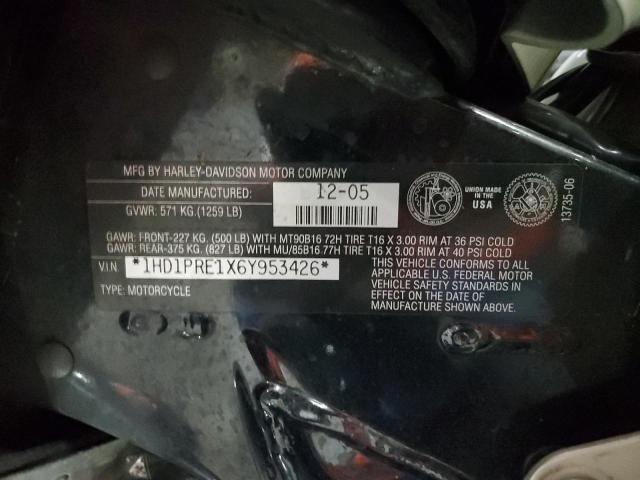 MFG BY HARLEY-DAVIDSON MOTOR COMPANY
DATE MANUFACTURED: 12-05
GVWR: 571 KG.(1259 LB)
UNION MADE IN THE USA
13735-06
GAWR: FRONT-227 KG. (500 LB) WITH MT90B16 72H TIRE T16 X 3.00 RIM AT 36 PSI COLD
GAWR: REAR-375 KG. (827 LB) WITH MU/85B16 77H TIRE T16 X 3.00 RIM AT 40 PSI COLD
V.I.N *1HD1PRE1X6Y953426*
TYPE: MOTORCYCLE
THIS VEHICLE CONFORMS TO ALL
APPLICABLE U.S. FEDERAL MOTOR
VEHICLE SAFETY STANDARDS IN
EFFECT ON THE DATE OF
MANUFACTURE SHOWN ABOVE